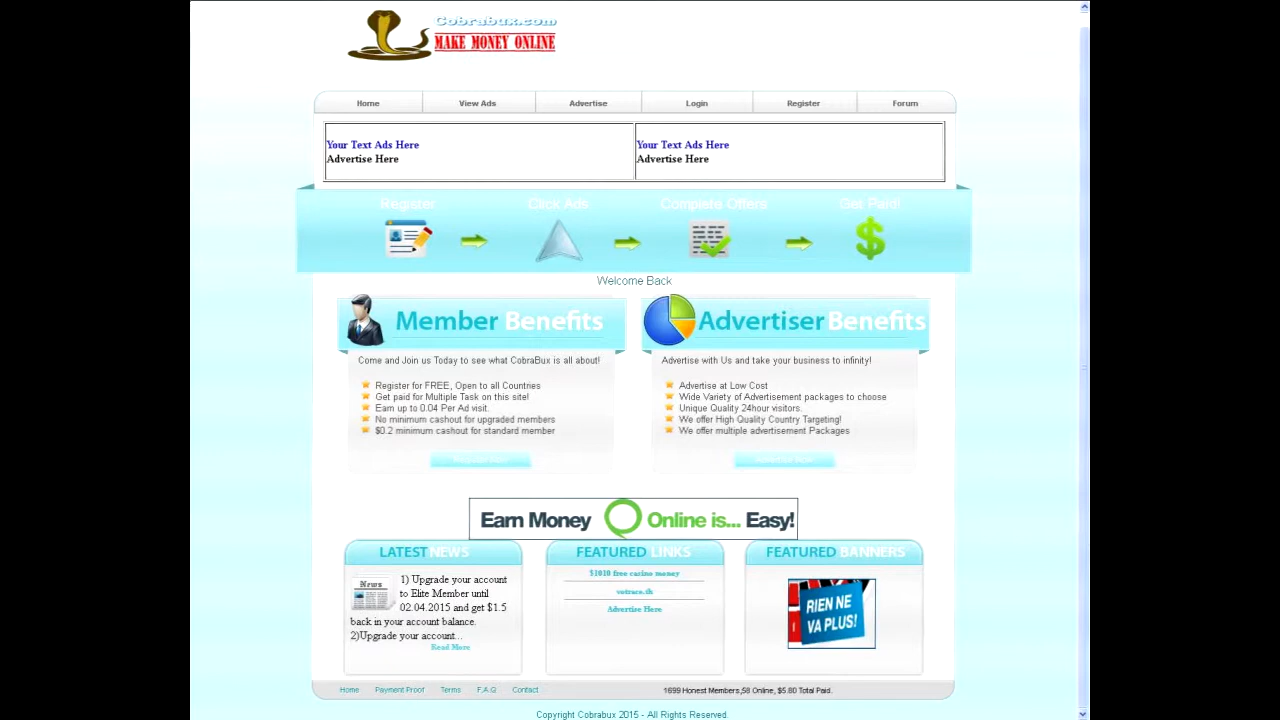 Cobrabux.com
MAKE MONEY ONLINE
Home View Ads Advertise Login Register Forum
Your Text Ads Here
Advertise Here
Your Text Ads Here
Advertise Here
Register Click Ads Complete Offers Get Paid!
Welcome Back
Member Benefits
Come and Join us Today to see what CobraBux is all about!
Register for FREE, Open to all Countries
Get paid for Multiple Task on this site!
Earn up to 0.04 Per Ad visit.
No minimum cashout for upgraded members
$0.2 minimum cashout for standard member
Advertiser Benefits
Advertise with Us and take your business to infinity!
Advertise at Low Cost
Wide Variety of Advertisement packages to choose
Unique Quality 24hour visitors.
We offer High Quality Country Targeting!
We offer multiple advertisement Packages
Earn Money Online is... Easy!
LATEST NEWS
News
1) Upgrade your account
to Elite Member until
02.04.2015 and get $1.5
back in your account balance.
2)Upgrade your account...
Read More
FEATURED LINKS
$1010 free casino money
Advertise Here
FEATURED BANNERS
RIEN NE
VA PLUS!
Home Payment Proof Terms F.A.Q Contact
1699 Honest Members,58 Online, $5.80 Total Paid.
Copyright Cobrabux 2015 - All Rights Reserved.